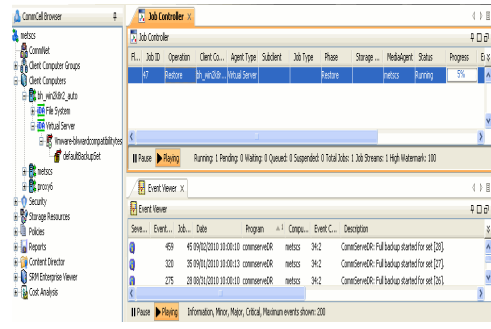 CommCell Browser
netscs
CommNet
Client Computer Groups
Client Computers
bh_win2k8r2_auto
File System
Virtual Server
defaultBackupSet
netscs
proxy6
Security
Storage Resources
Policies
Reports
Content Director
SRM Enterprise Viewer
Cost Analysis
Job Controller ×
Job Controller
Fl... Job ID Operation Client Co... Agent Type Subclient Job Type Phase Storage ... MediaAgent Status Progress
47 Restore bh_win2k8r... Virtual Server Restore netscs Running 5%
Pause Playing Running: 1 Pending: 0 Waiting: 0 Queued: 0 Suspended: 0 Total Jobs: 1 Job Streams: 1 High Watermark: 100
Event Viewer ×
Event Viewer
Seve... Event... Job... Date Program Compu... Event C... Description
459 45 09/02/2010 10:00:10 commserveDR netscs 34:2 CommServeDR: Full backup started for set [28].
320 35 09/01/2010 10:00:10 commserveDR netscs 34:2 CommServeDR: Full backup started for set [27].
275 28 08/31/2010 10:00:10 commserveDR netscs 34:2 CommServeDR: Full backup started for set [26].
Pause Playing Information, Minor, Major, Critical, Maximum events shown: 200